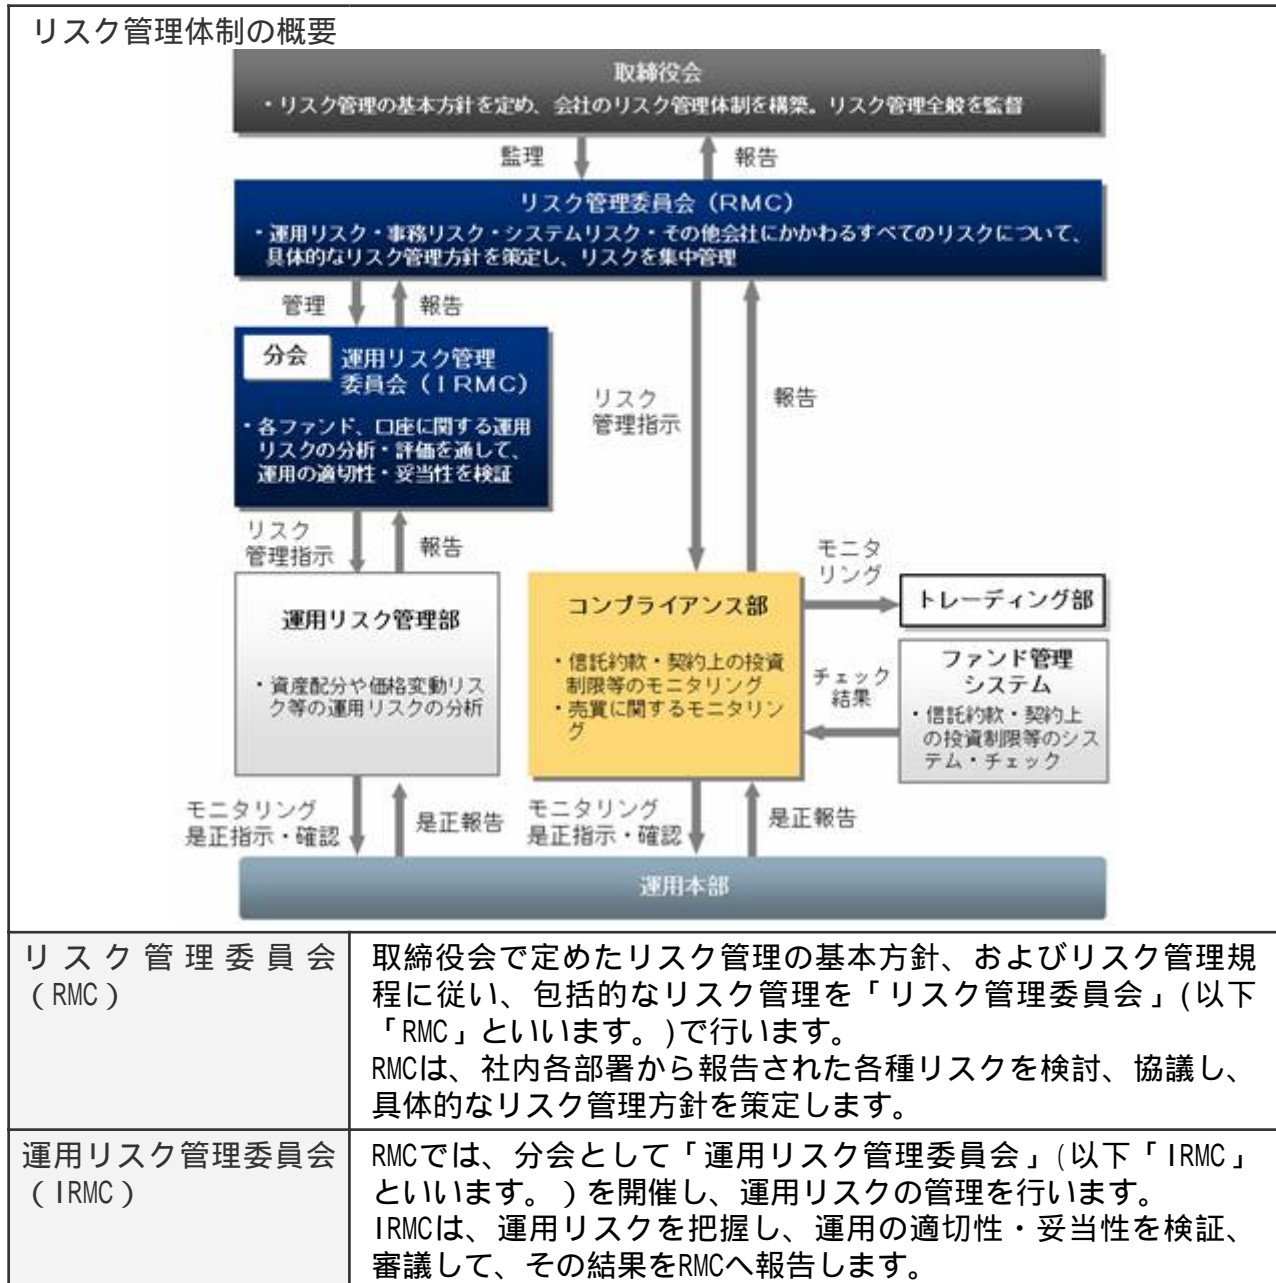 リスク管理体制の概要
取締役会
・リスク管理の基本方針を定め、会社のリスク管理体制を構築。リスク管理全般を監督
監理
報告
リスク管理委員会（RMC）
・運用リスク・事務リスク・システムリスク・その他会社にかかわるすべてのリスクについて、
具体的なリスク管理方針を策定し、リスクを集中管理
管理
報告
分会
運用リスク管理
委員会（IRMC）
・各ファンド、口座に関する運用
リスクの分析・評価を通して、
運用の適切性・妥当性を検証
リスク
管理指示
報告
リスク
管理指示
報告
運用リスク管理部
・資産配分や価格変動リス
ク等の運用リスクの分析
コンプライアンス部
・信託約款・契約上の投資
制限等のモニタリング
・売買に関するモニタリン
グ
モニタ
リング
トレーディング部
チェック
結果
ファンド管理
システム
・信託約款・契約上
の投資制限等のシス
テム・チェック
モニタリング
是正指示・確認
是正報告
モニタリング
是正指示・確認
是正報告
運用本部
リスク管理委員会
（RMC）
取締役会で定めたリスク管理の基本方針、およびリスク管理規
程に従い、包括的なリスク管理を「リスク管理委員会」(以下
「RMC」といいます。)で行います。
RMCは、社内各部署から報告された各種リスクを検討、協議し、
具体的なリスク管理方針を策定します。
運用リスク管理委員会
（IRMC）
RMCでは、分会として「運用リスク管理委員会」(以下「IRMC」
といいます。）を開催し、運用リスクの管理を行います。
IRMCは、運用リスクを把握し、運用の適切性・妥当性を検証、
審議して、その結果をRMCへ報告します。